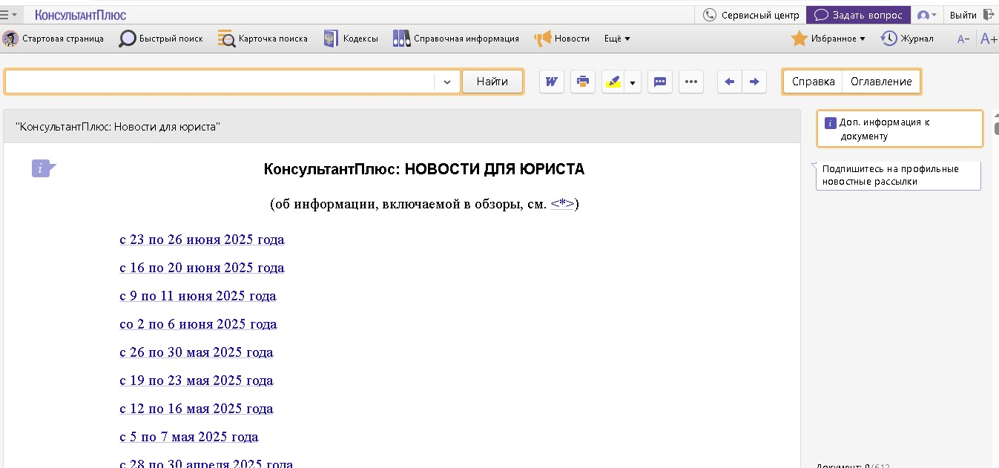 КонсультантПлюс
Сервисный центр
Задать вопрос
Выйти
Стартовая страница
Быстрый поиск
Карточка поиска
Кодексы
Справочная информация
Новости
Ещё
Избранное
Журнал
А−
А+
Найти
W
Справка
Оглавление
"КонсультантПлюс: Новости для юриста"
i
Доп. информация к
документу
i
КонсультантПлюс: НОВОСТИ ДЛЯ ЮРИСТА
Подпишитесь на профильные
новостные рассылки
(об информации, включаемой в обзоры, см. <*>)
с 23 по 26 июня 2025 года
с 16 по 20 июня 2025 года
с 9 по 11 июня 2025 года
со 2 по 6 июня 2025 года
с 26 по 30 мая 2025 года
с 19 по 23 мая 2025 года
с 12 по 16 мая 2025 года
с 5 по 7 мая 2025 года
с 28 по 30 апреля 2025 года
Документ: 0/612